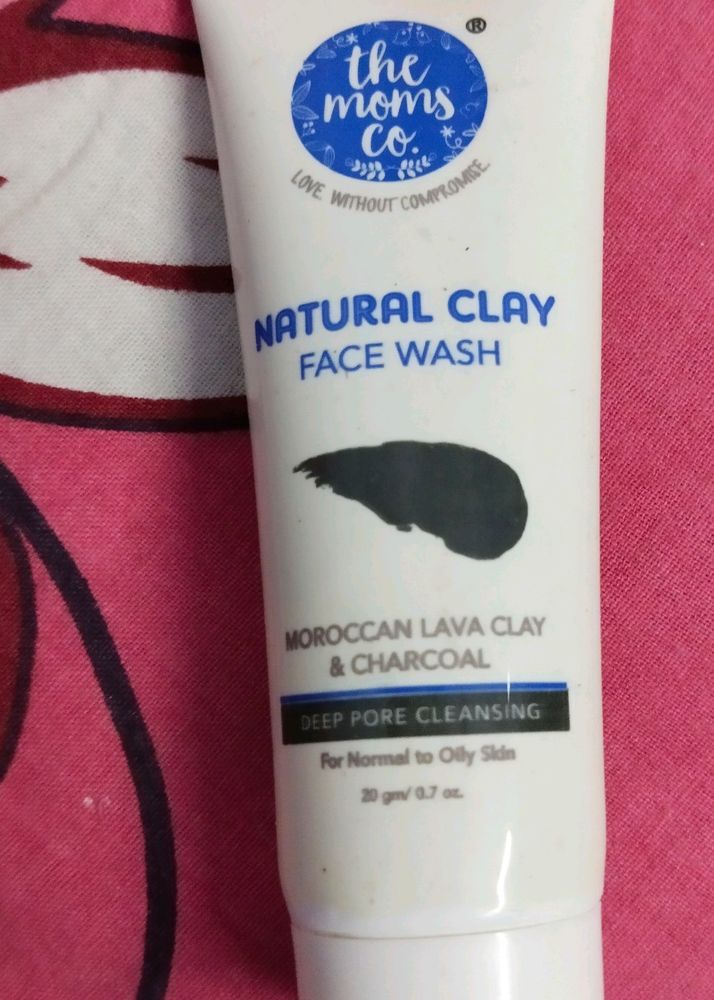 ®
the
moms
co.
LOVE. WITHOUT COMPROMISE.
NATURAL CLAY
FACE WASH
MOROCCAN LAVA CLAY
& CHARCOAL
DEEP PORE CLEANSING
For Normal to Oily Skin
20 gm/ 0.7 oz.